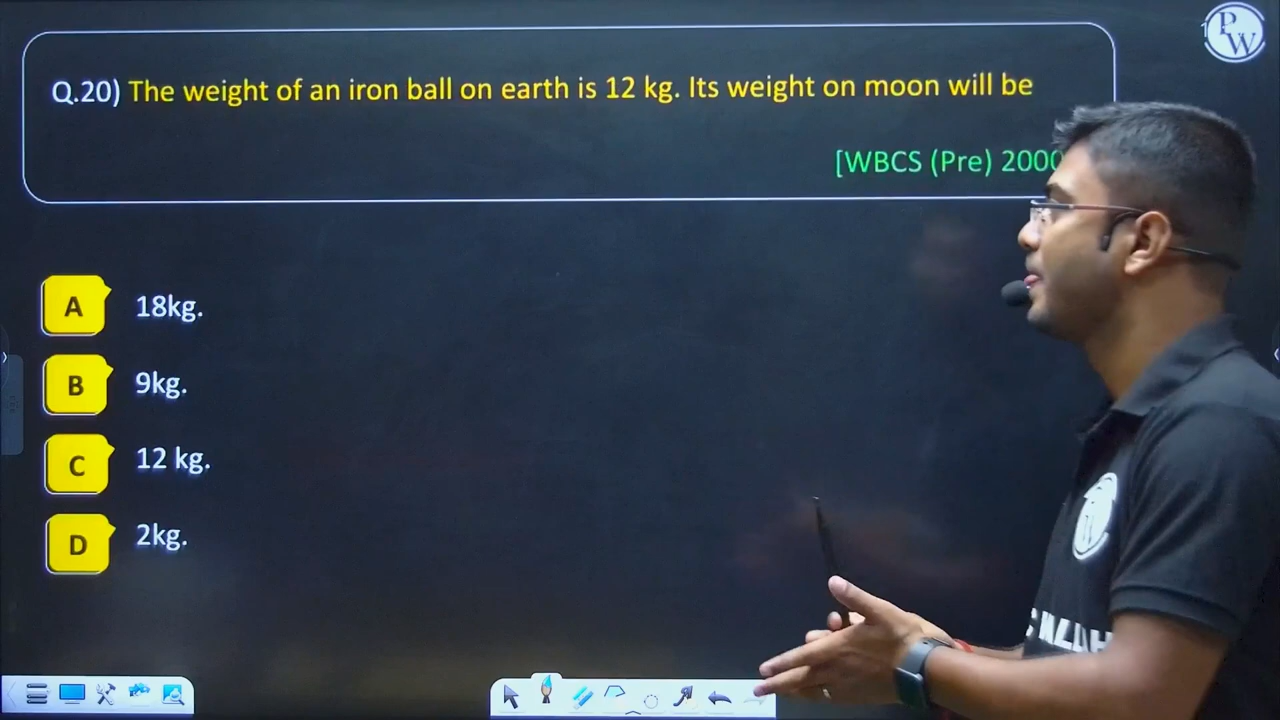 PW
Q.20) The weight of an iron ball on earth is 12 kg. Its weight on moon will be
[WBCS (Pre) 2000
A 18kg.
B 9kg.
C 12 kg.
D 2kg.